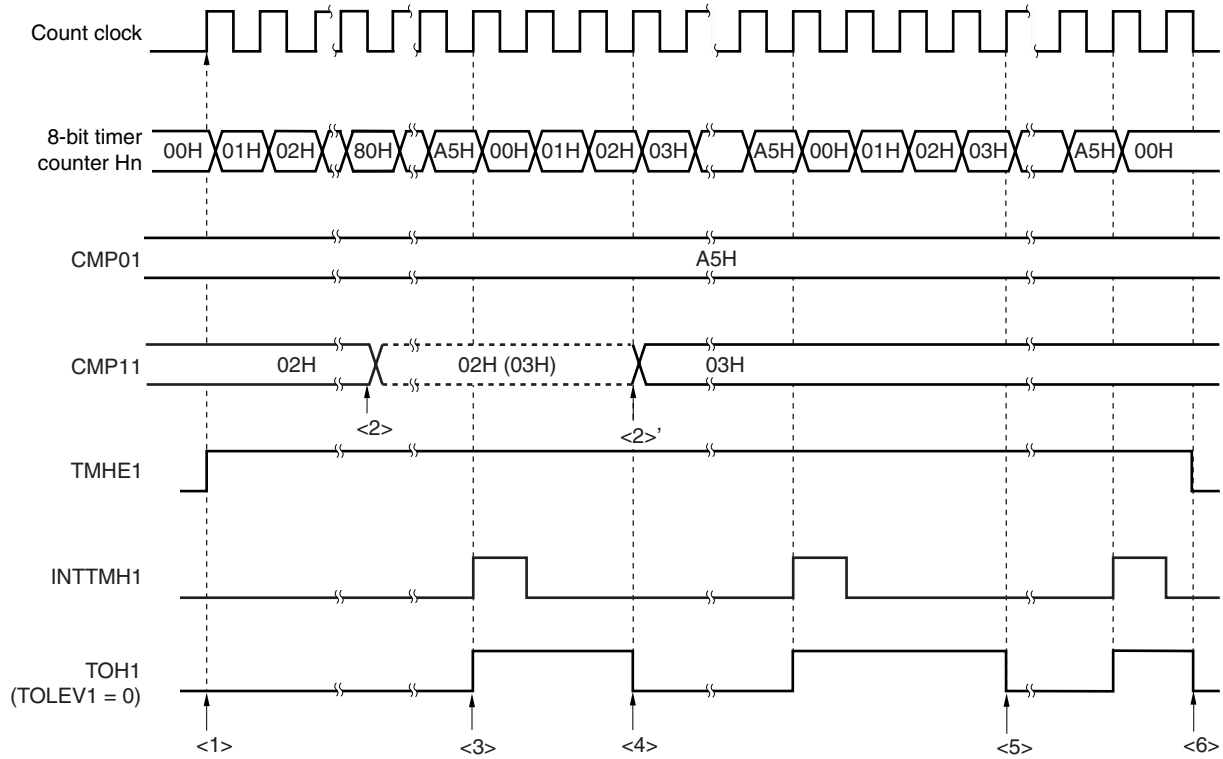 Count clock
8-bit timer
counter Hn
00H 01H 02H 80H A5H 00H 01H 02H 03H A5H 00H 01H 02H 03H A5H 00H
CMP01
A5H
CMP11
02H 02H (03H) 03H
<2> <2>’
TMHE1
INTTMH1
TOH1
(TOLEV1 = 0)
<1> <3> <4> <5> <6>